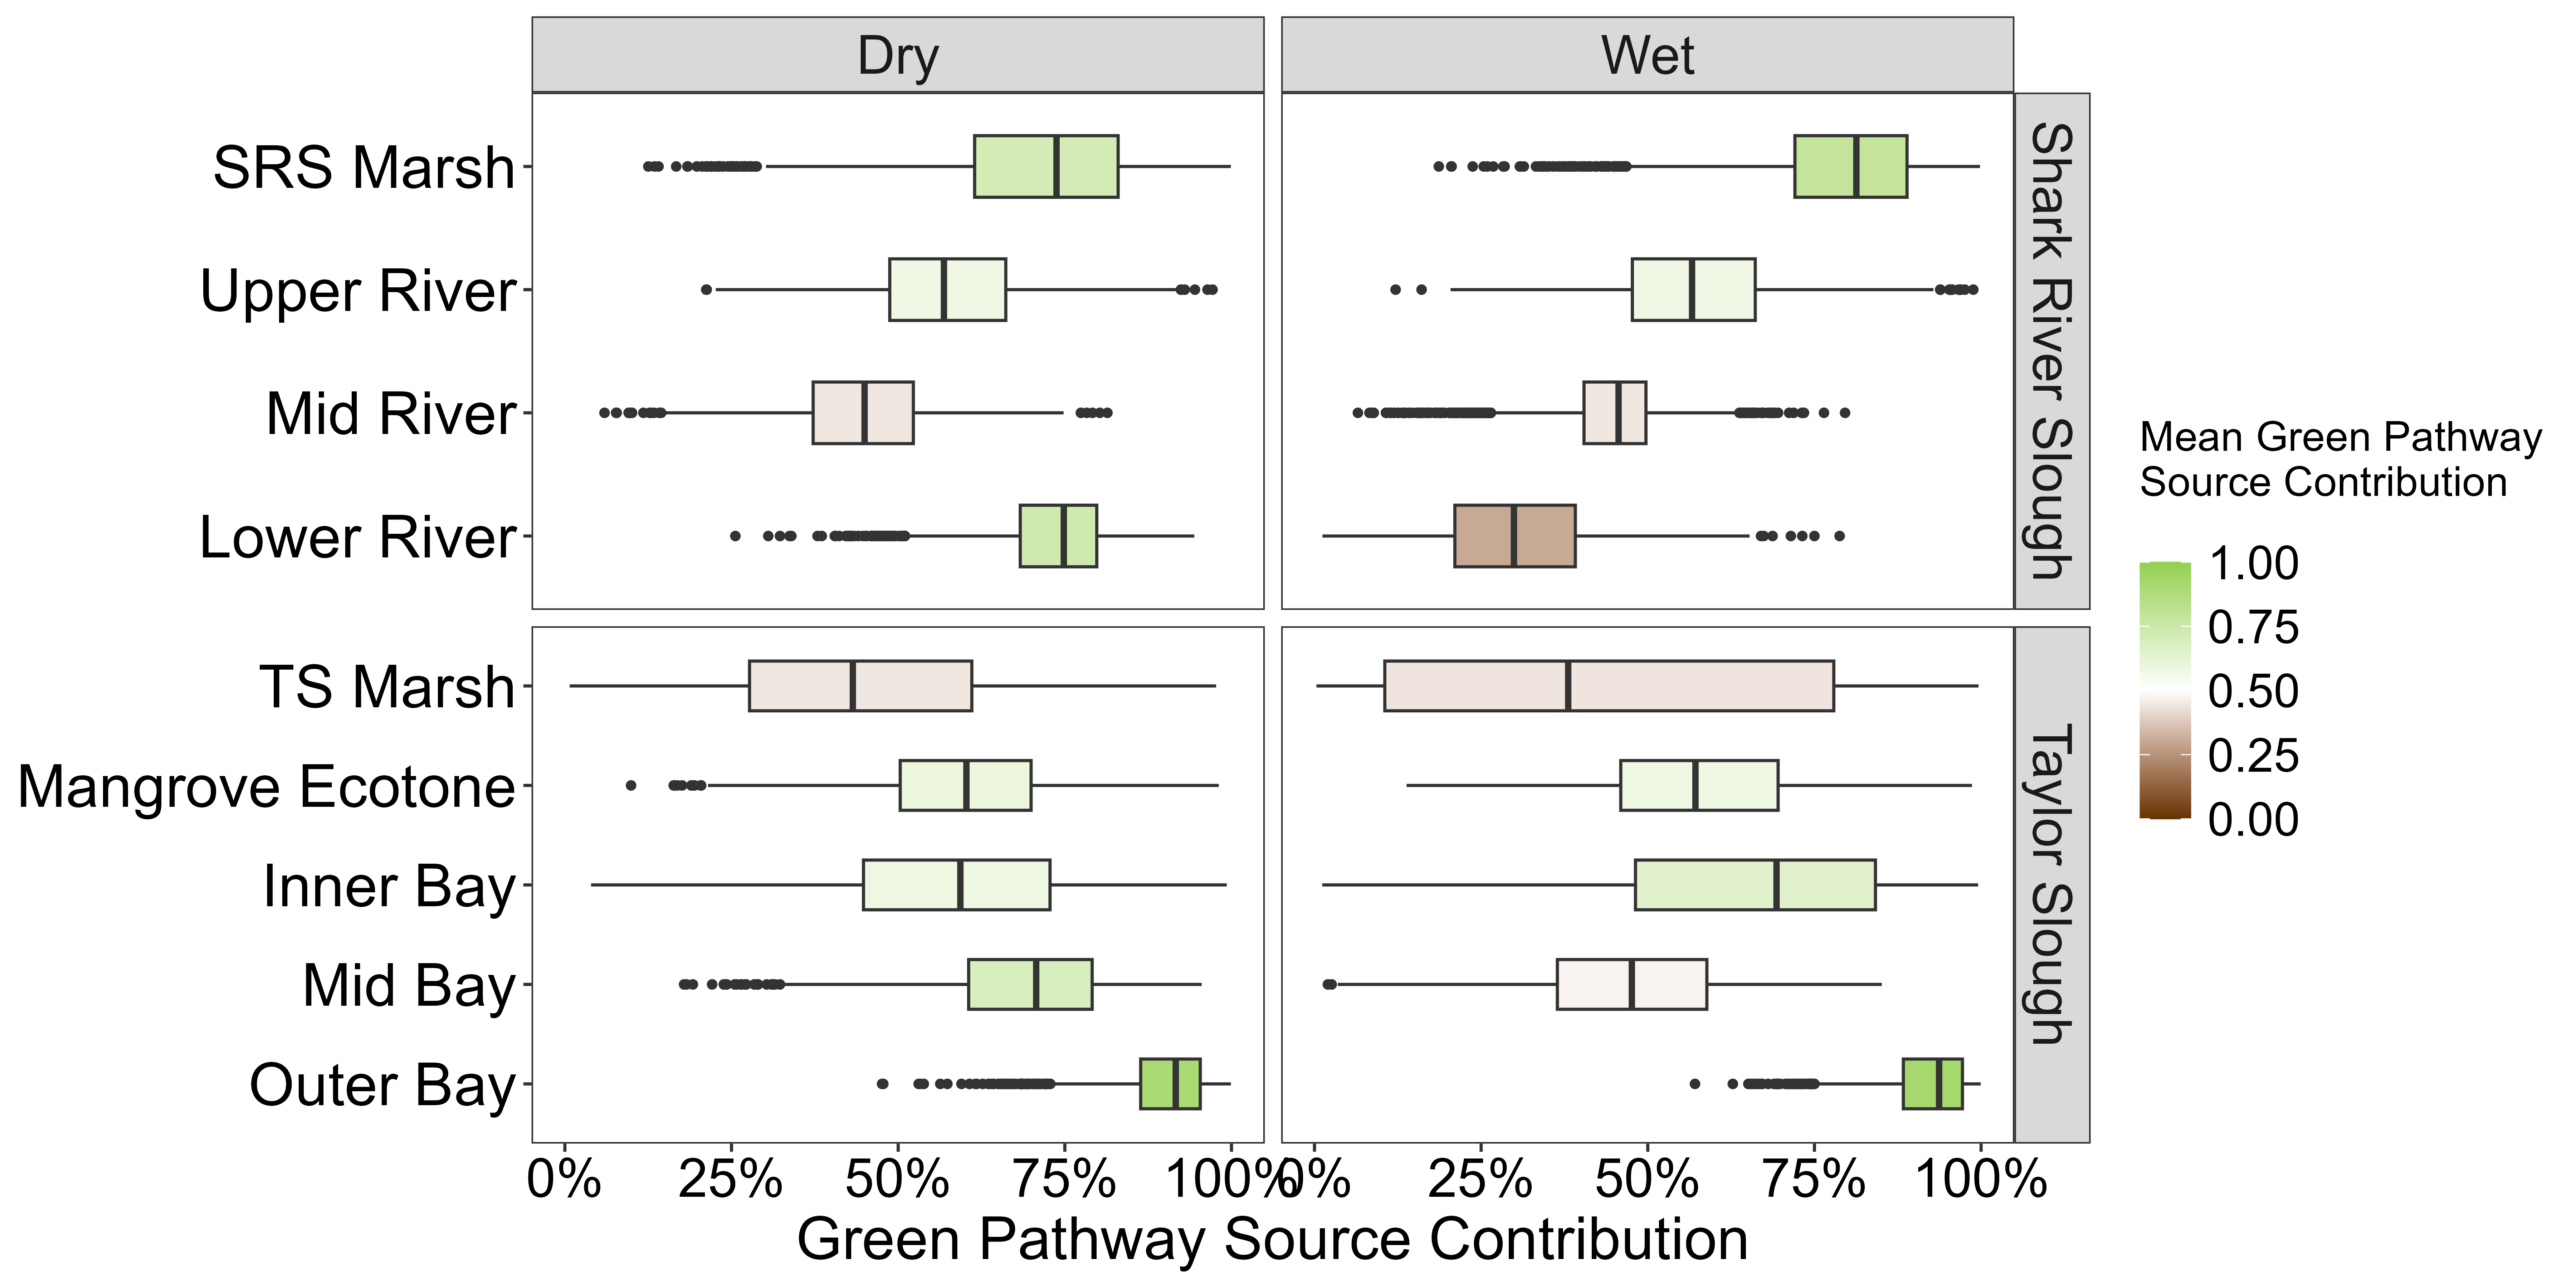 Dry
Wet
SRS Marsh
Upper River
Mid River
Lower River
Shark River Slough
TS Marsh
Mangrove Ecotone
Inner Bay
Mid Bay
Outer Bay
Taylor Slough
0%
25%
50%
75%
100%
0%
25%
50%
75%
100%
Green Pathway Source Contribution
Mean Green Pathway
Source Contribution
1.00
0.75
0.50
0.25
0.00